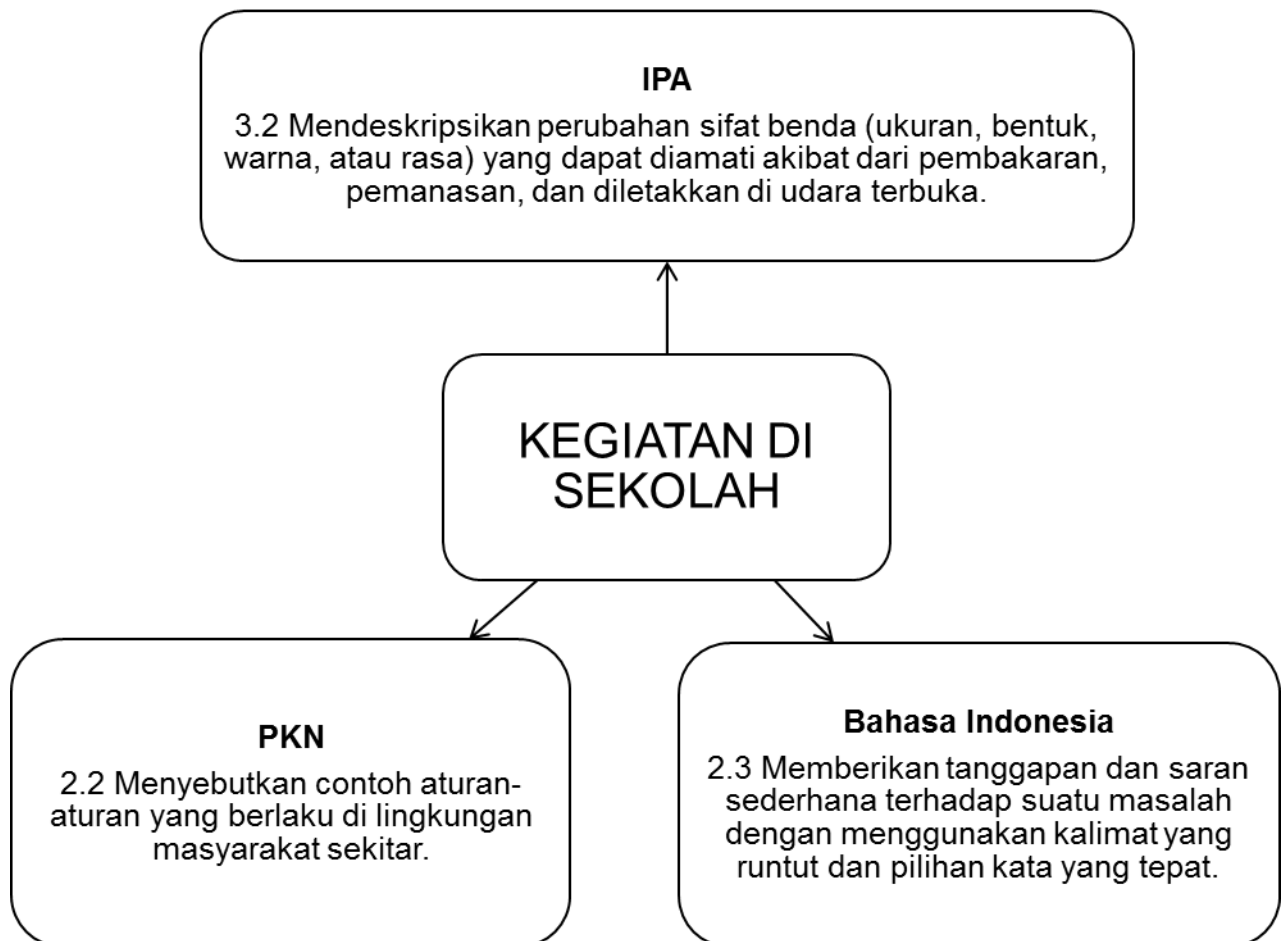 IPA
3.2 Mendeskripsikan perubahan sifat benda (ukuran, bentuk,
warna, atau rasa) yang dapat diamati akibat dari pembakaran,
pemanasan, dan diletakkan di udara terbuka.
KEGIATAN DI
SEKOLAH
PKN
2.2 Menyebutkan contoh aturan-
aturan yang berlaku di lingkungan
masyarakat sekitar.
Bahasa Indonesia
2.3 Memberikan tanggapan dan saran
sederhana terhadap suatu masalah
dengan menggunakan kalimat yang
runtut dan pilihan kata yang tepat.